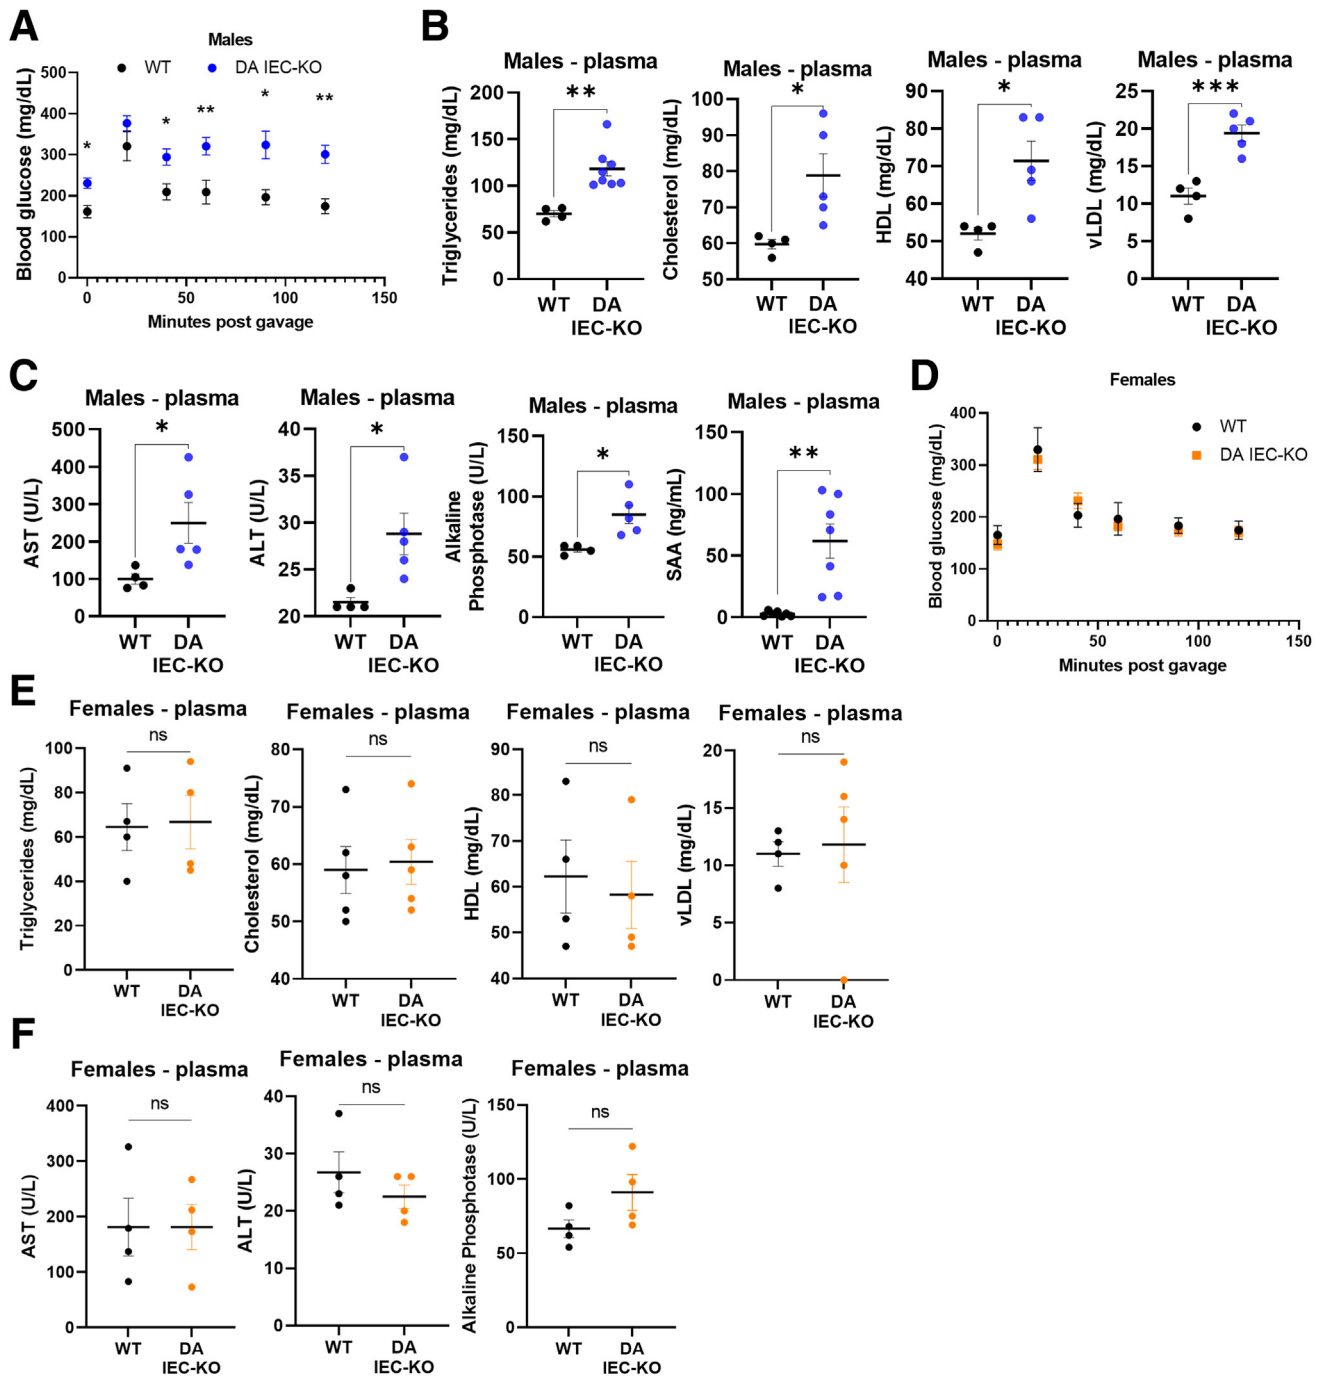 A
Males
WT
DA IEC-KO
Blood glucose (mg/dL)
500
400
300
200
100
0
*
*
**
*
**
0
50
100
150
Minutes post gavage
B
Males - plasma
**
Triglycerides (mg/dL)
200
150
100
50
0
WT
DA
IEC-KO
Males - plasma
*
Cholesterol (mg/dL)
100
90
80
70
60
50
WT
DA
IEC-KO
Males - plasma
*
HDL (mg/dL)
90
80
70
60
50
40
WT
DA
IEC-KO
Males - plasma
***
vLDL (mg/dL)
25
20
15
10
5
0
WT
DA
IEC-KO
C
Males - plasma
*
AST (U/L)
500
400
300
200
100
0
WT
DA
IEC-KO
Males - plasma
*
ALT (U/L)
40
35
30
25
20
WT
DA
IEC-KO
Males - plasma
*
Alkaline
Phosphotase (U/L)
150
100
50
0
WT
DA
IEC-KO
Males - plasma
**
SAA (ng/mL)
150
100
50
0
WT
DA
IEC-KO
D
Females
WT
DA IEC-KO
Blood glucose (mg/dL)
400
300
200
100
0
0
50
100
150
Minutes post gavage
E
Females - plasma
ns
Triglycerides (mg/dL)
100
80
60
40
20
0
WT
DA
IEC-KO
Females - plasma
ns
Cholesterol (mg/dL)
80
70
60
50
40
WT
DA
IEC-KO
Females - plasma
ns
HDL (mg/dL)
90
80
70
60
50
40
WT
DA
IEC-KO
Females - plasma
ns
vLDL (mg/dL)
20
15
10
5
0
WT
DA
IEC-KO
F
Females - plasma
ns
AST (U/L)
400
300
200
100
0
WT
DA
IEC-KO
Females - plasma
ns
ALT (U/L)
40
30
20
10
0
WT
DA
IEC-KO
Females - plasma
ns
Alkaline Phosphotase (U/L)
150
100
50
0
WT
DA
IEC-KO